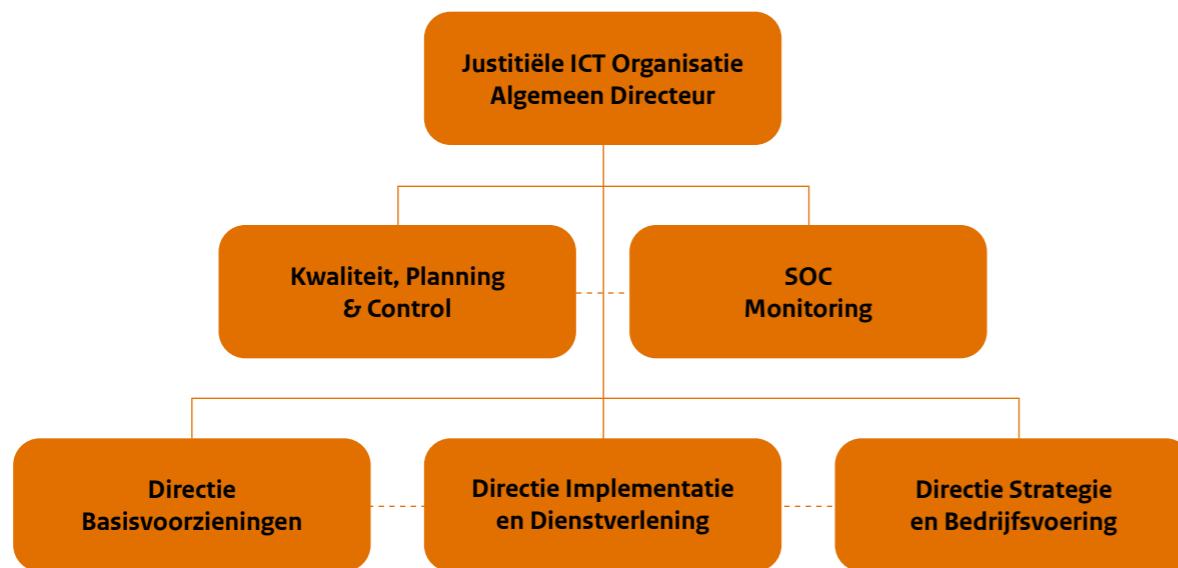 Justitiële ICT Organisatie
Algemeen Directeur
Kwaliteit, Planning
& Control
SOC
Monitoring
Directie
Basisvoorzieningen
Directie Implementatie
en Dienstverlening
Directie Strategie
en Bedrijfsvoering